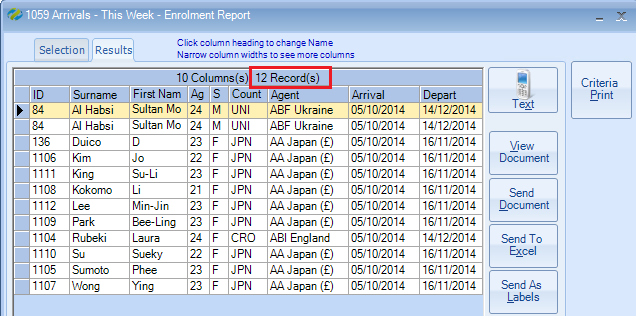 1059 Arrivals - This Week - Enrolment Report
Selection Results
Click column heading to change Name
Narrow column widths to see more columns
10 Columns(s) 12 Record(s)
ID Surname First Nam Ag S Count Agent Arrival Depart
84 Al Habsi Sultan Mo 24 M UNI ABF Ukraine 05/10/2014 14/12/2014
84 Al Habsi Sultan Mo 24 M UNI ABF Ukraine 05/10/2014 14/12/2014
136 Duico D 23 F JPN AA Japan (£) 05/10/2014 16/11/2014
1106 Kim Jo 22 F JPN AA Japan (£) 05/10/2014 16/11/2014
1111 King Su-Li 23 F JPN AA Japan (£) 05/10/2014 16/11/2014
1108 Kokomo Li 21 F JPN AA Japan (£) 05/10/2014 16/11/2014
1112 Lee Min-Jin 23 F JPN AA Japan (£) 05/10/2014 16/11/2014
1109 Park Bee-Ling 23 F JPN AA Japan (£) 05/10/2014 16/11/2014
1104 Rubeki Laura 24 F CRO ABI England 05/10/2014 14/12/2014
1110 Su Sueky 22 F JPN AA Japan (£) 05/10/2014 16/11/2014
1105 Sumoto Phee 23 F JPN AA Japan (£) 05/10/2014 16/11/2014
1107 Wong Ying 23 F JPN AA Japan (£) 05/10/2014 16/11/2014
Text
View
Document
Send
Document
Send To
Excel
Send As
Labels
Criteria
Print